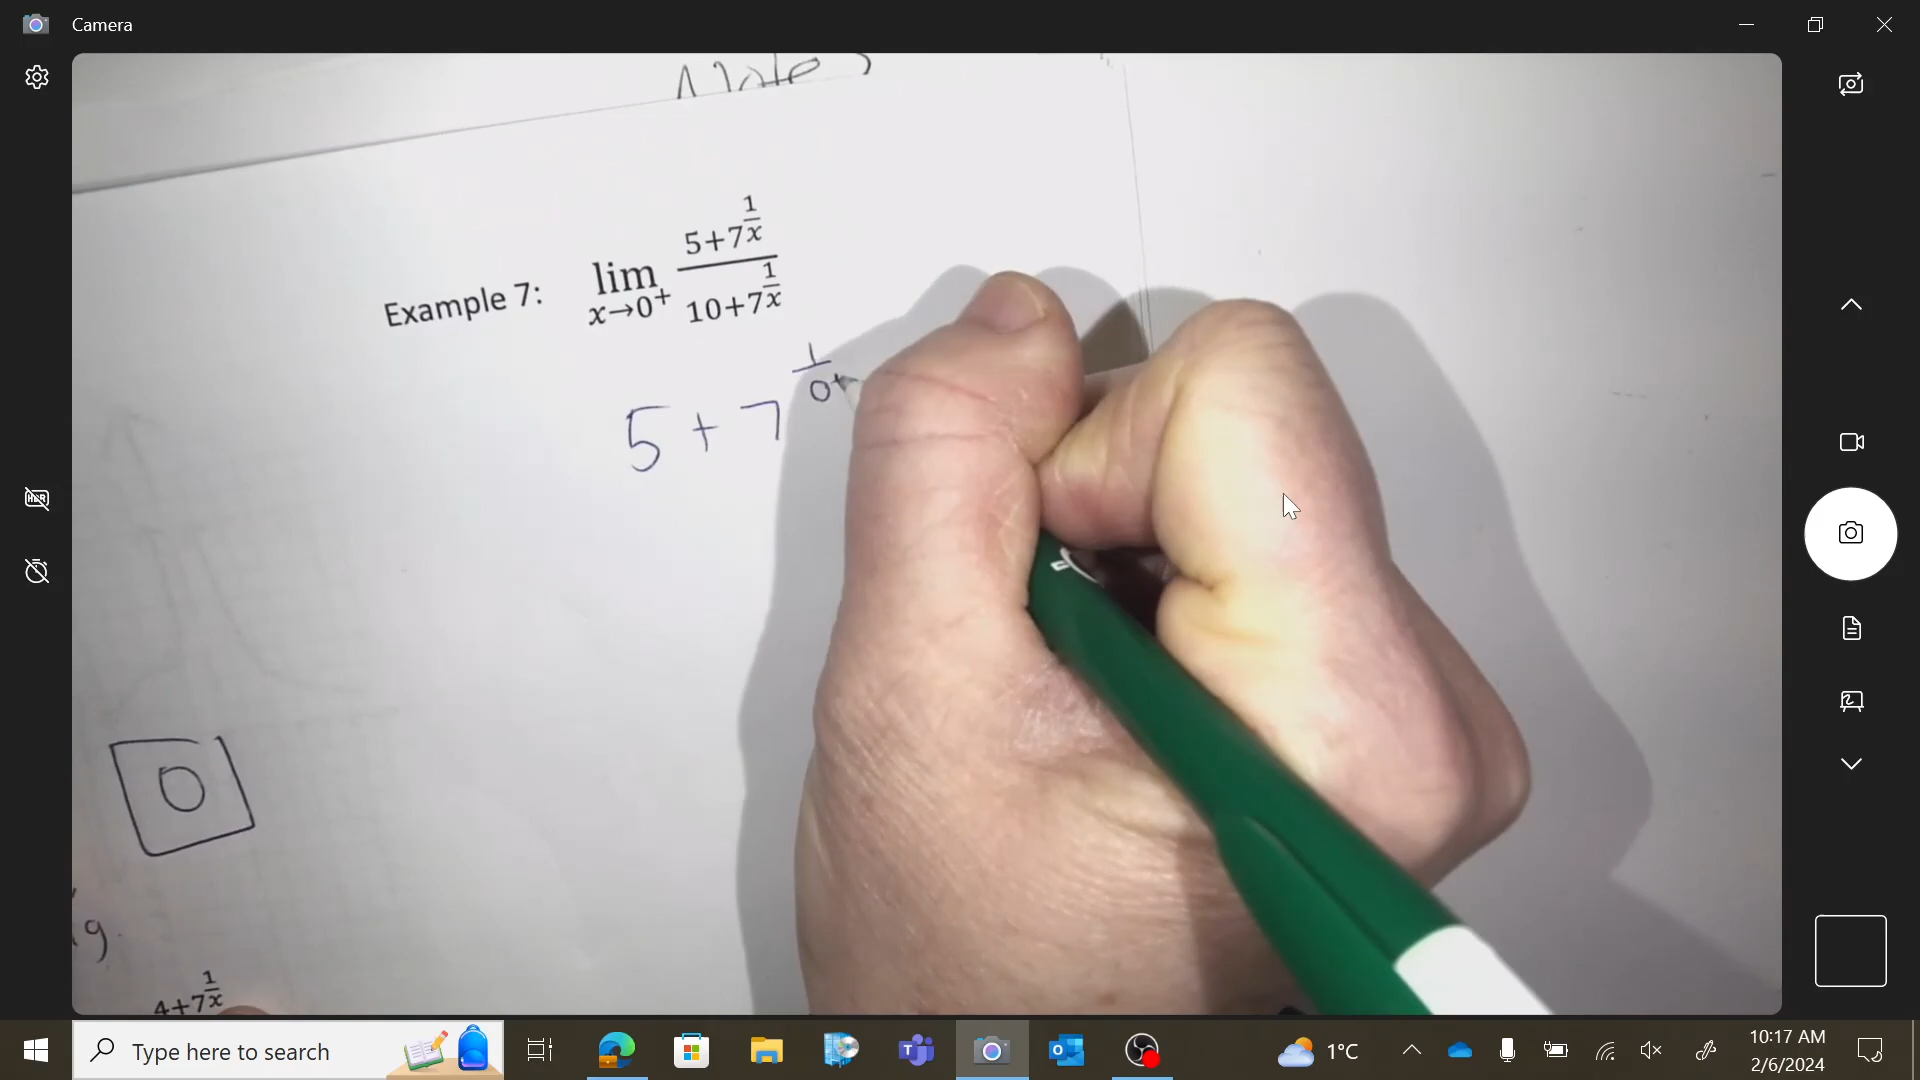 Camera
Notes
Example 7: lim x→0⁺ (5+7^(1/x))/(10+7^(1/x))
5 + 7^(1/0⁺)
0
g.
4+7^(1/x)
Type here to search
1°C
10:17 AM
2/6/2024